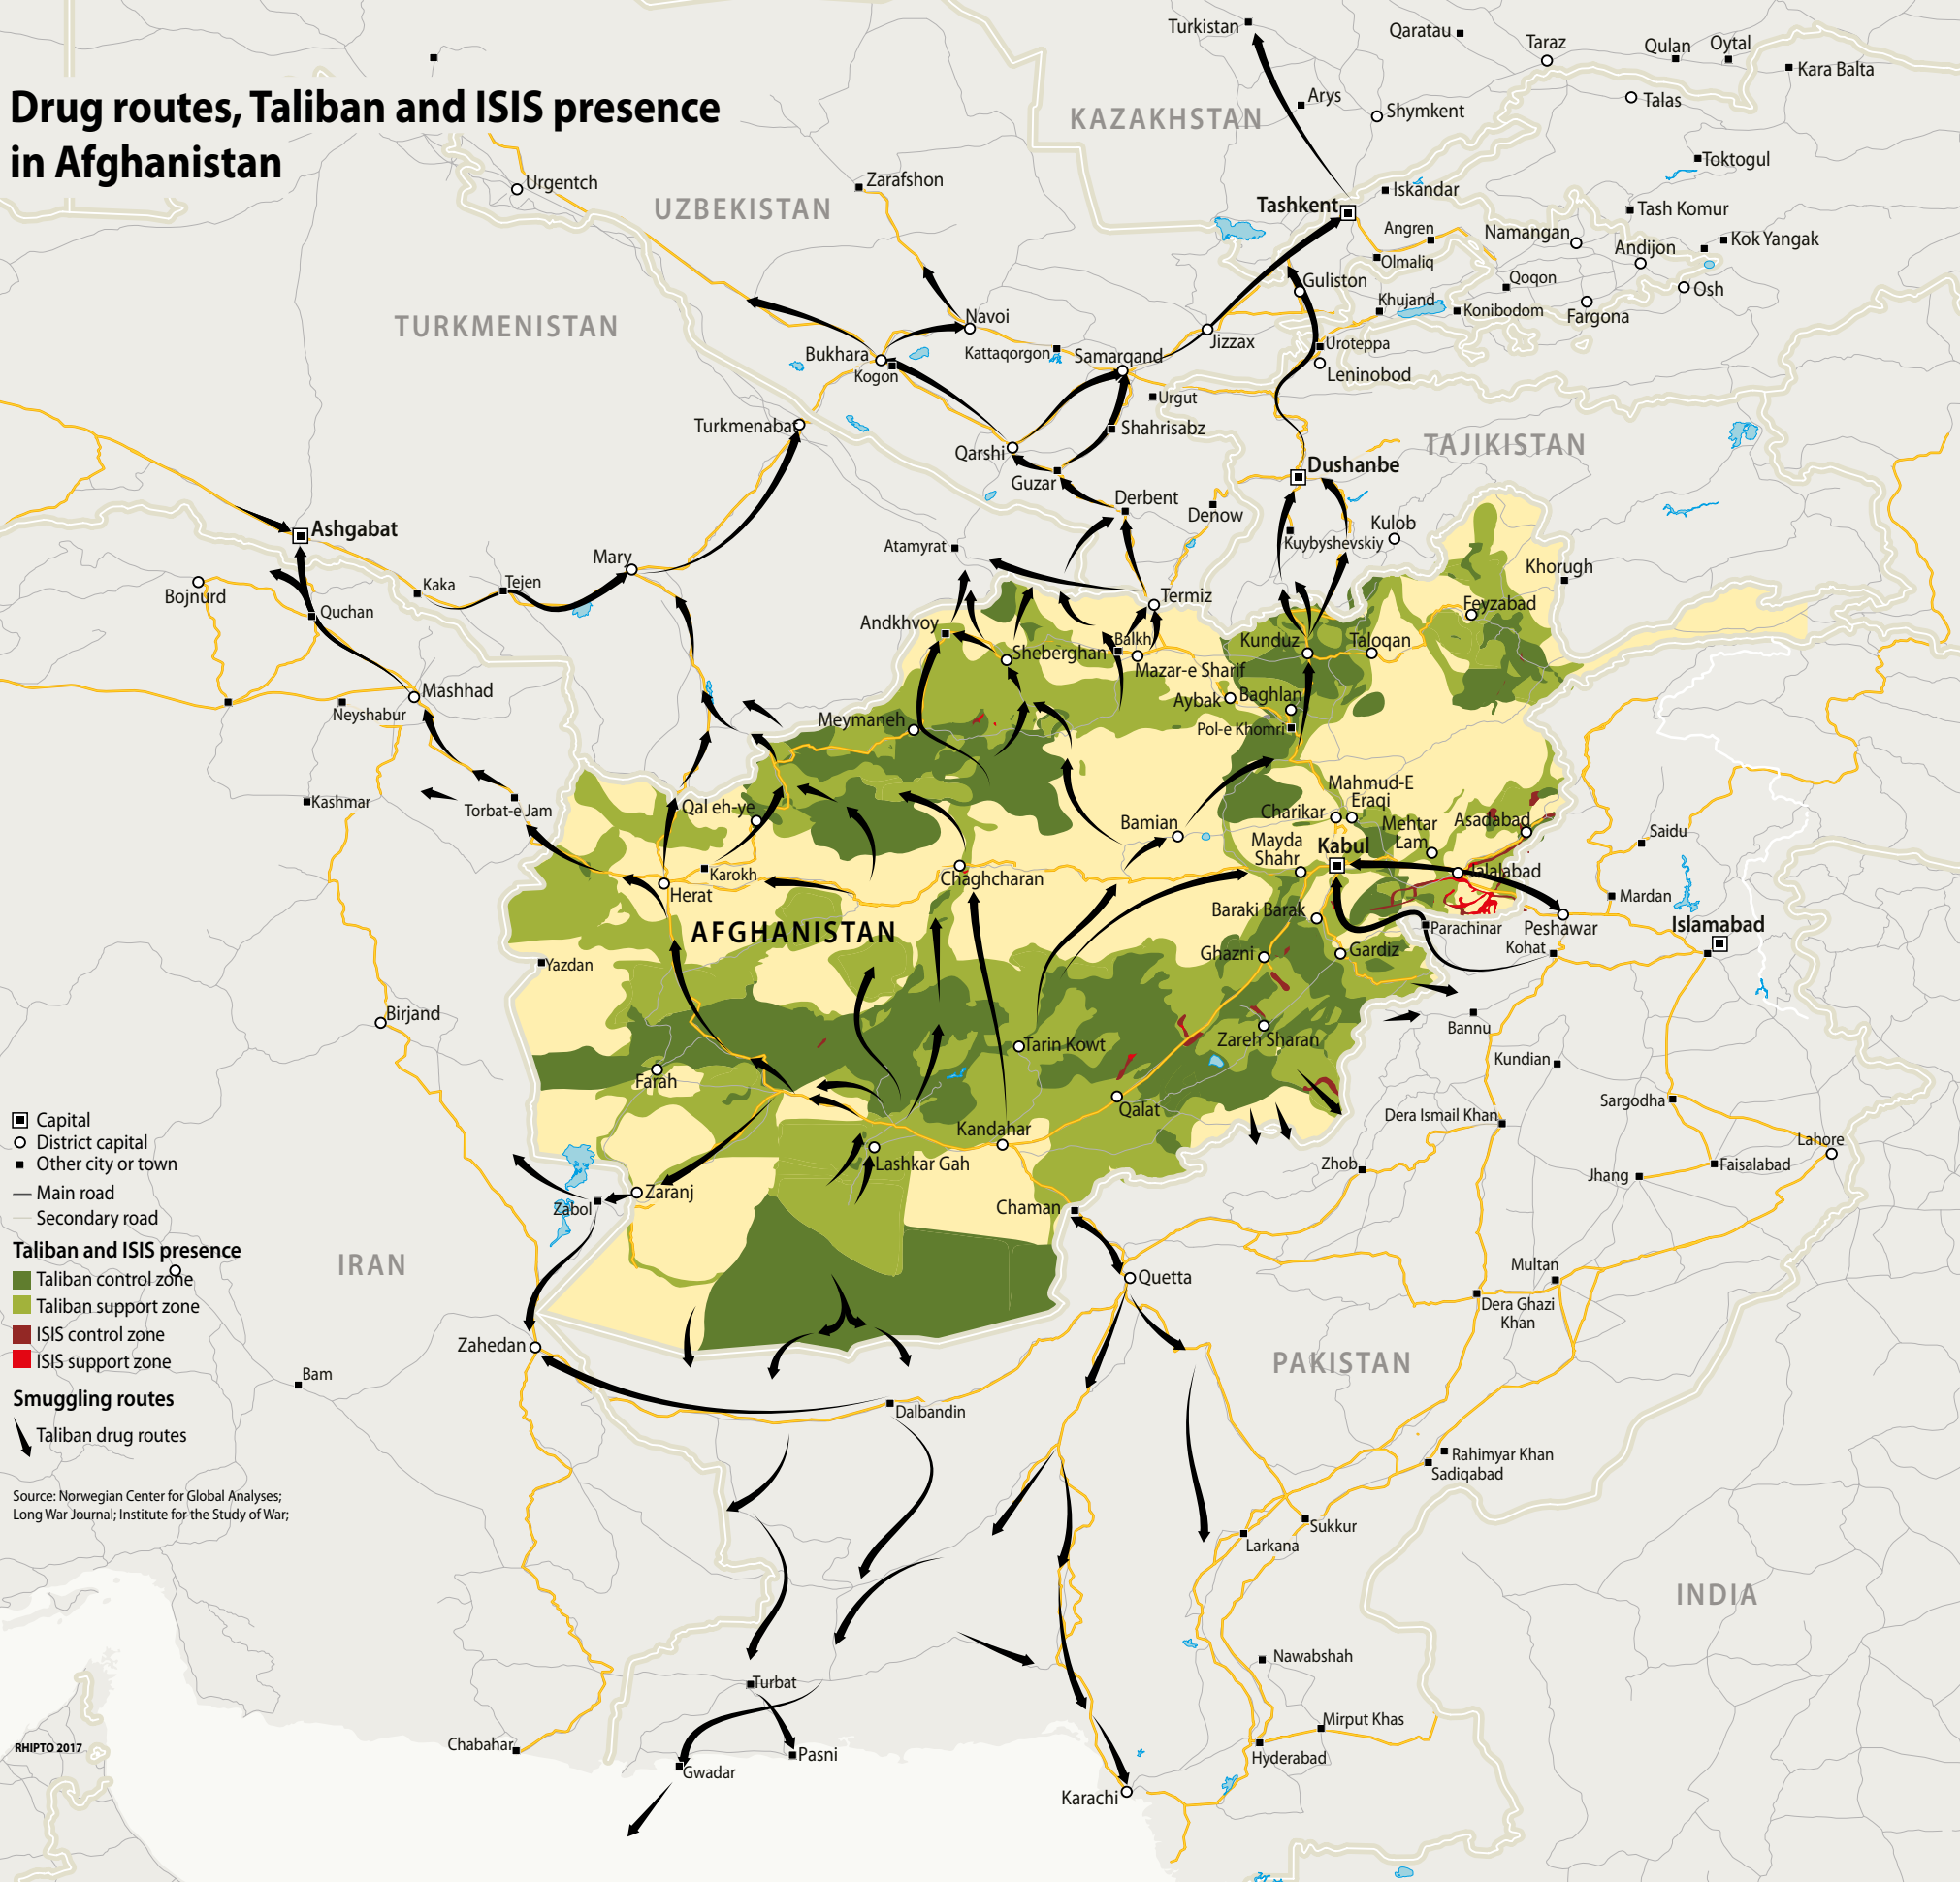 Drug routes, Taliban and ISIS presence
in Afghanistan
Turkistan
Qaratau
Taraz
Qulan
Oytal
Kara Balta
Arys
Shymkent
Talas
KAZAKHSTAN
Toktogul
Urgentch
Zarafshon
Iskandar
UZBEKISTAN
Tashkent
Tash Komur
Angren
Namangan
Andijon
Kok Yangak
Olmaliq
Guliston
Qoqon
Osh
Khujand
Konibodom
Fargona
TURKMENISTAN
Navoi
Jizzax
Uroteppa
Bukhara
Kattaqorgon
Samarqand
Kogon
Leninobod
Urgut
Turkmenabat
Shahrisabz
Qarshi
TAJIKISTAN
Guzar
Dushanbe
Derbent
Denow
Ashgabat
Kulob
Atamyrat
Kuybyshevskiy
Mary
Khorugh
Bojnurd
Kaka
Tejen
Quchan
Termiz
Feyzabad
Andkhvoy
Balkh
Kunduz
Taloqan
Sheberghan
Mazar-e Sharif
Mashhad
Aybak
Baghlan
Neyshabur
Meymaneh
Pol-e Khomri
Kashmar
Torbat-e Jam
Qal eh-ye
Mahmud-E
Eraqi
Bamian
Charikar
Mehtar
Lam
Asadabad
Saidu
Mayda
Shahr
Kabul
Karokh
Chaghcharan
Jalalabad
Herat
Mardan
AFGHANISTAN
Baraki Barak
Parachinar
Peshawar
Islamabad
Kohat
Ghazni
Gardiz
Yazdan
Birjand
Bannu
Tarin Kowt
Zareh Sharan
Kundian
Farah
Qalat
Dera Ismail Khan
Sargodha
Kandahar
Lahore
Lashkar Gah
Zhob
Jhang
Faisalabad
Zaranj
Zabol
Chaman
Capital
District capital
Other city or town
Main road
Secondary road
Taliban and ISIS presence
Taliban control zone
Taliban support zone
ISIS control zone
ISIS support zone
Smuggling routes
Taliban drug routes
Source: Norwegian Center for Global Analyses;
Long War Journal; Institute for the Study of War;
IRAN
Quetta
Multan
Dera Ghazi
Khan
Zahedan
PAKISTAN
Bam
Dalbandin
Rahimyar Khan
Sadiqabad
Sukkur
Larkana
INDIA
Nawabshah
Turbat
Mirput Khas
Chabahar
Pasni
Gwadar
Hyderabad
Karachi
RHIPTO 2017